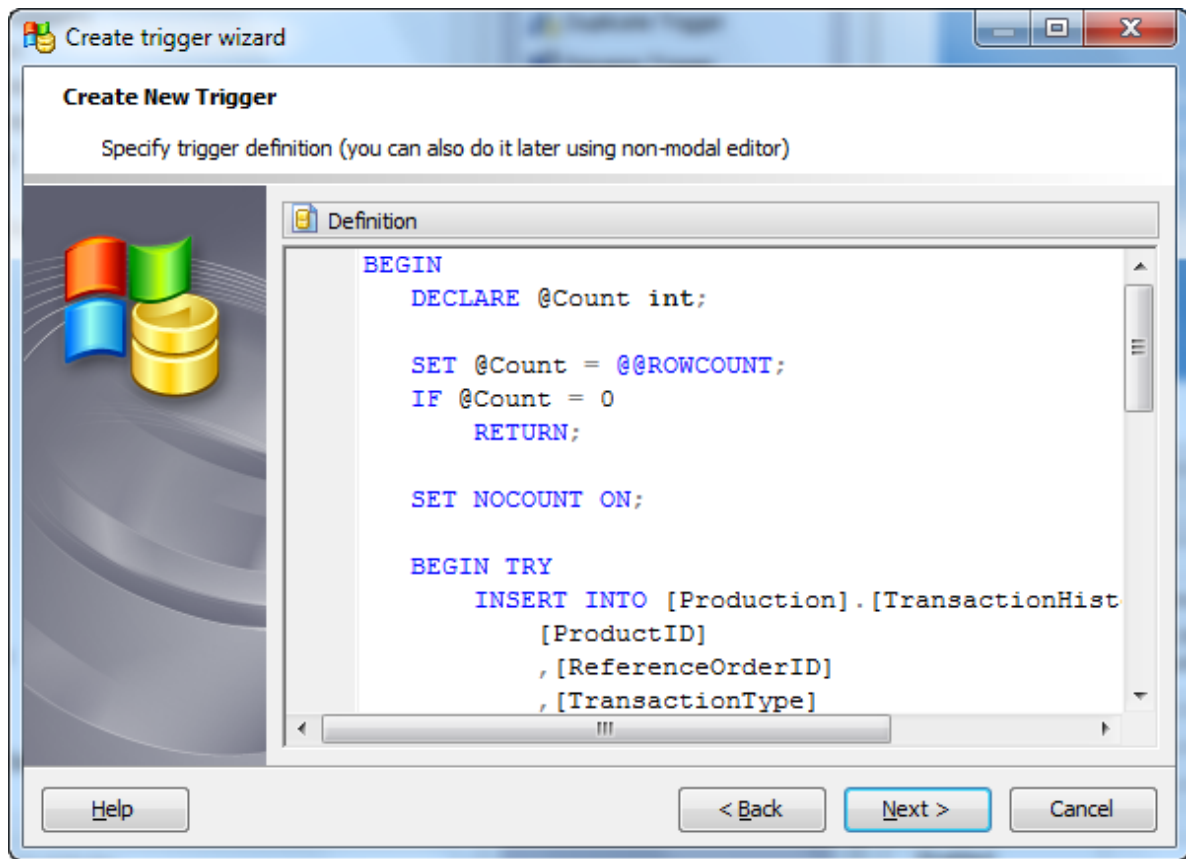 Create trigger wizard
Create New Trigger
Specify trigger definition (you can also do it later using non-modal editor)
Definition
BEGIN
DECLARE @Count int;
SET @Count = @@ROWCOUNT;
IF @Count = 0
RETURN;
SET NOCOUNT ON;
BEGIN TRY
INSERT INTO [Production].[TransactionHist
[ProductID]
,[ReferenceOrderID]
,[TransactionType]
Help
< Back
Next >
Cancel